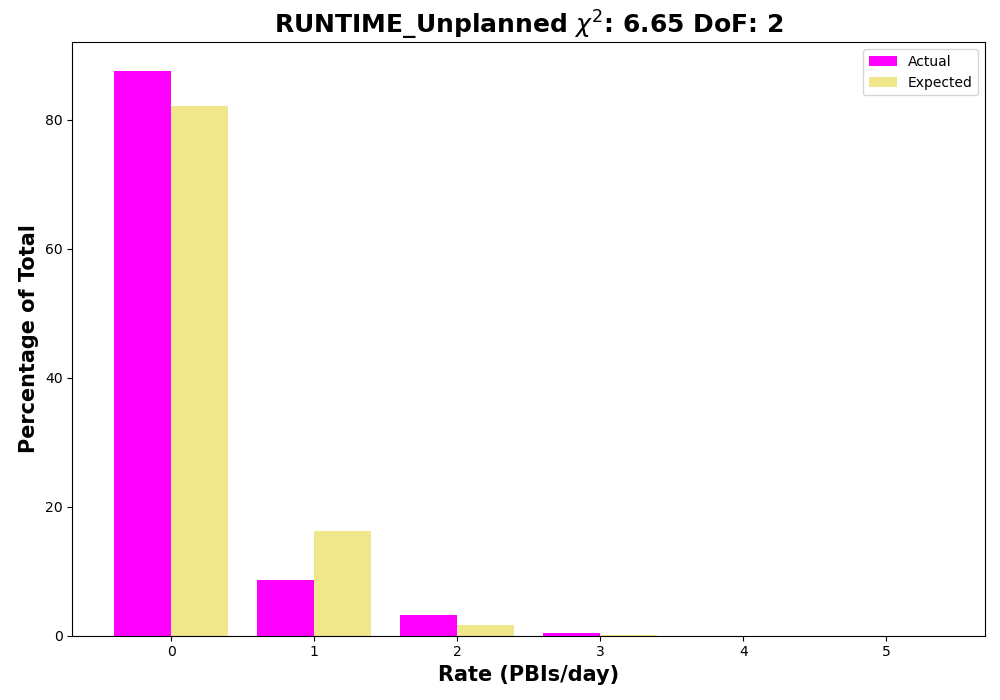 RUNTIME_Unplanned χ²: 6.65 DoF: 2
Actual
Expected
Percentage of Total
80
60
40
20
0
0 1 2 3 4 5
Rate (PBIs/day)